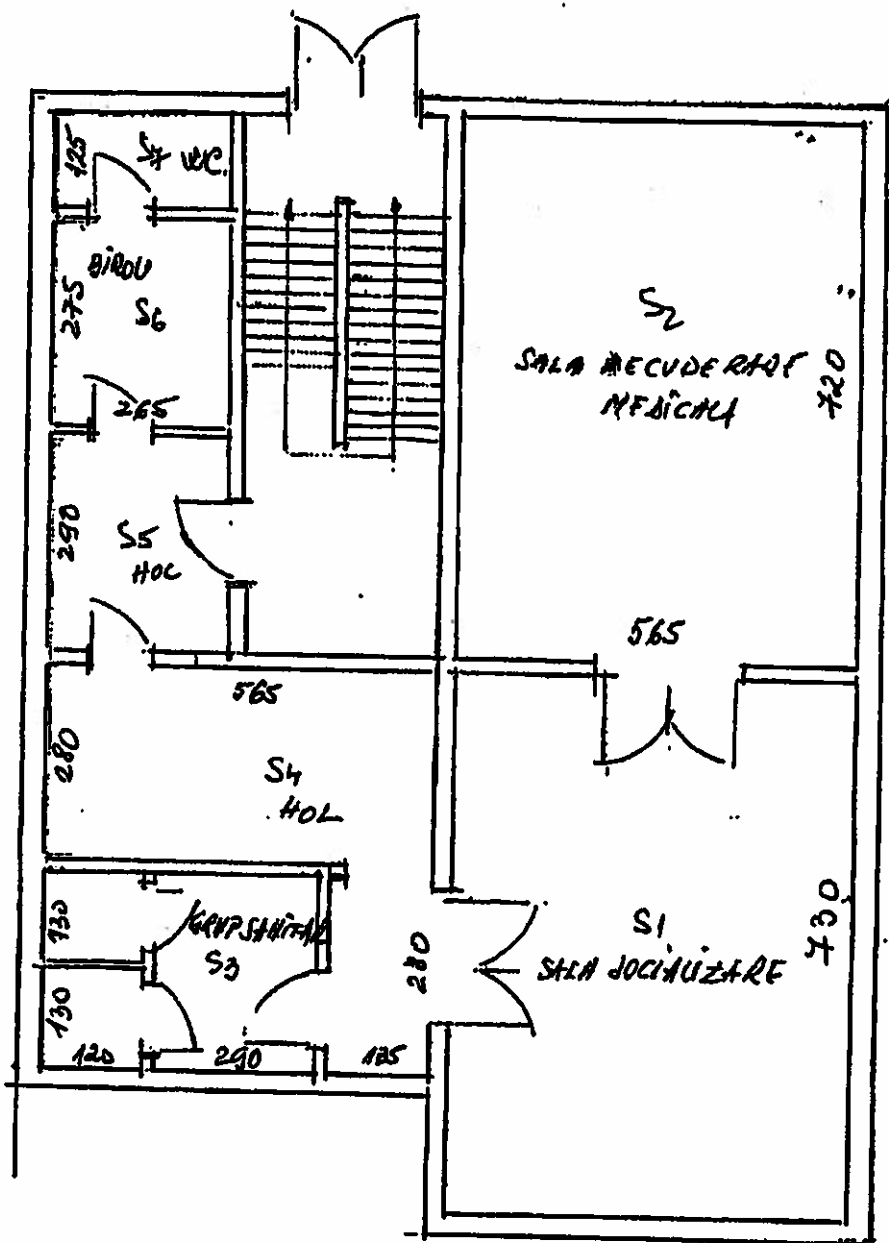 125
S7 WC.
BIROU
S6
275
265
S2
SALA RECUPERARE
MEDICALA
720
290
S5
HOL
565
565
280
S4
HOL
130
GRUP SANITAR
S3
130
120
290
135
280
S1
SALA SOCIALIZARE
730